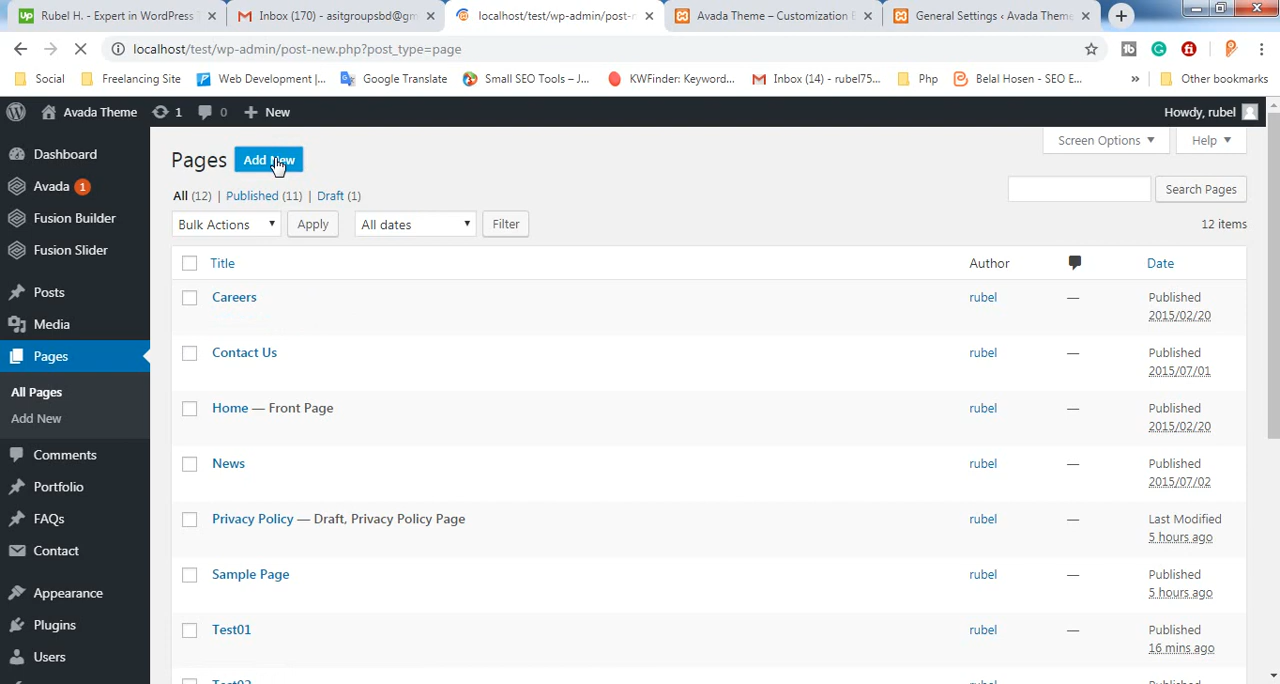 Rubel H. - Expert in WordPress
Inbox (170) - asitgroupsbd@gm
localhost/test/wp-admin/post-n
Avada Theme – Customization E
General Settings ‹ Avada Theme
localhost/test/wp-admin/post-new.php?post_type=page
Social
Freelancing Site
Web Development |...
Google Translate
Small SEO Tools – J...
KWFinder: Keyword...
Inbox (14) - rubel75...
Php
Belal Hosen - SEO E...
»
Other bookmarks
Avada Theme
1
0
New
Howdy, rubel
Dashboard
Avada 1
Fusion Builder
Fusion Slider
Posts
Media
Pages
All Pages
Add New
Comments
Portfolio
FAQs
Contact
Appearance
Plugins
Users
Screen Options
Help
Pages
Add New
All (12) | Published (11) | Draft (1)
Search Pages
Bulk Actions
Apply
All dates
Filter
12 items
Title
Author
Date
Careers
rubel
—
Published
2015/02/20
Contact Us
rubel
—
Published
2015/07/01
Home — Front Page
rubel
—
Published
2015/02/20
News
rubel
—
Published
2015/07/02
Privacy Policy — Draft, Privacy Policy Page
rubel
—
Last Modified
5 hours ago
Sample Page
rubel
—
Published
5 hours ago
Test01
rubel
—
Published
16 mins ago